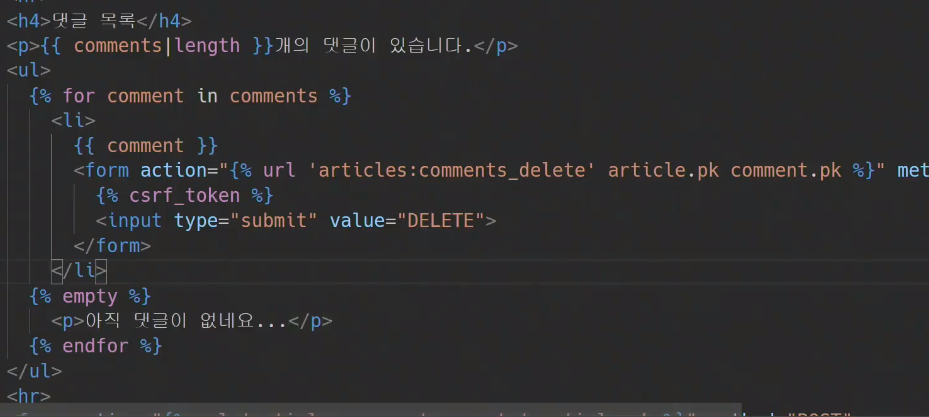 <h4>댓글 목록</h4>
<p>{{ comments|length }}개의 댓글이 있습니다.</p>
<ul>
{% for comment in comments %}
<li>
{{ comment }}
<form action="{% url 'articles:comments_delete' article.pk comment.pk %}" met
{% csrf_token %}
<input type="submit" value="DELETE">
</form>
</li>
{% empty %}
<p>아직 댓글이 없네요...</p>
{% endfor %}
</ul>
<hr>